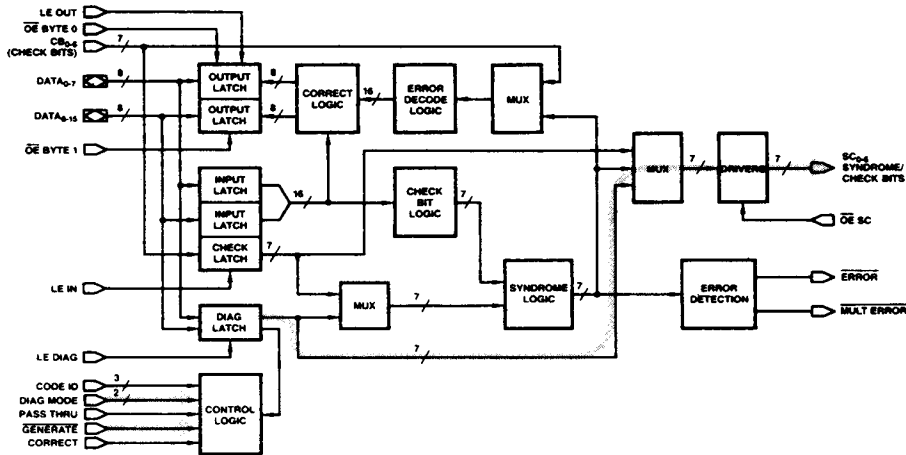 LE OUT
OE BYTE 0
CB0-6
(CHECK BITS)
7
DATA0-7
8
DATA8-15
8
OE BYTE 1
OUTPUT
LATCH
OUTPUT
LATCH
8
8
CORRECT
LOGIC
16
ERROR
DECODE
LOGIC
MUX
INPUT
LATCH
INPUT
LATCH
CHECK
LATCH
16
7
CHECK
BIT
LOGIC
7
MUX
7
DRIVERS
7
SC0-6
SYNDROME/
CHECK BITS
OE SC
LE IN
DIAG
LATCH
MUX
7
SYNDROME
LOGIC
7
ERROR
DETECTION
ERROR
MULT ERROR
7
LE DIAG
CODE ID
3
DIAG MODE
2
PASS THRU
GENERATE
CORRECT
CONTROL
LOGIC